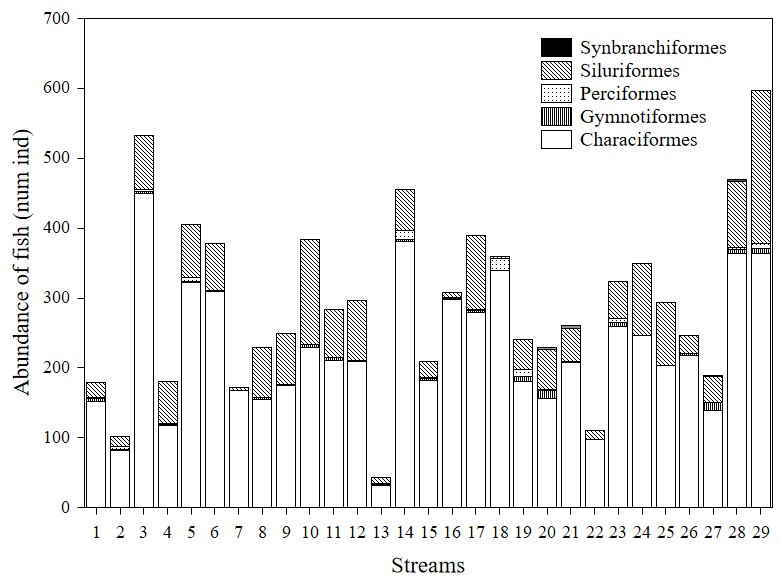 700
600
500
400
300
200
100
0
Abundance of fish (num ind)
Synbranchiformes
Siluriformes
Perciformes
Gymnotiformes
Characiformes
1 2 3 4 5 6 7 8 9 10 11 12 13 14 15 16 17 18 19 20 21 22 23 24 25 26 27 28 29
Streams